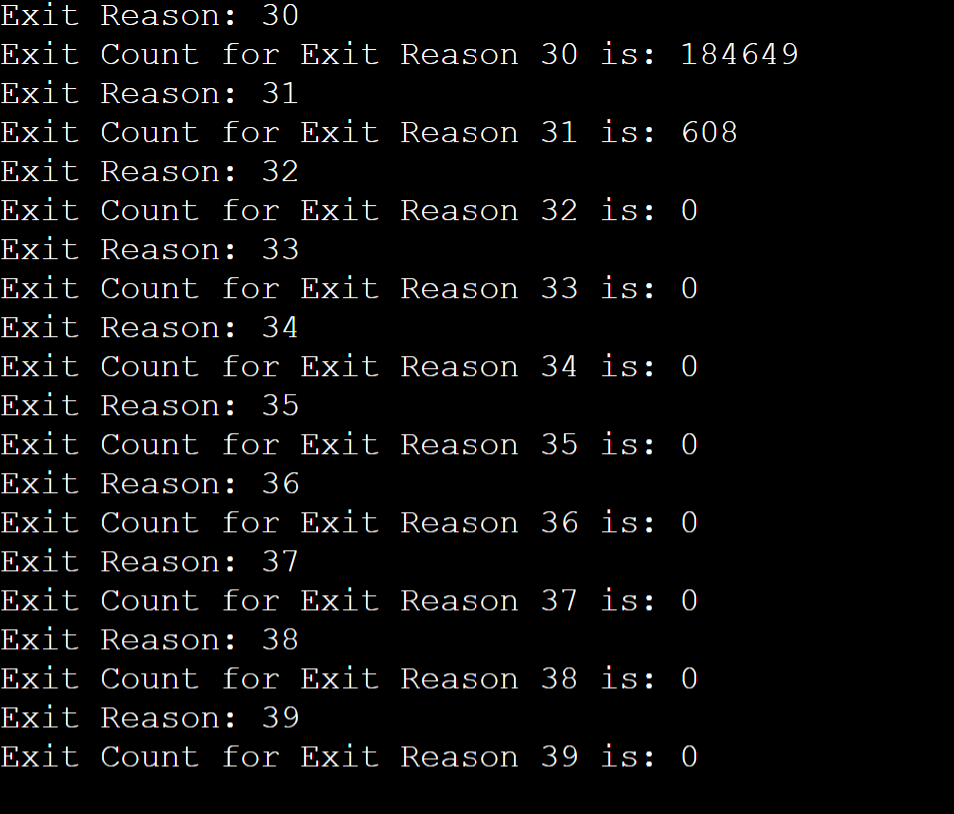 Exit Reason: 30
Exit Count for Exit Reason 30 is: 184649
Exit Reason: 31
Exit Count for Exit Reason 31 is: 608
Exit Reason: 32
Exit Count for Exit Reason 32 is: 0
Exit Reason: 33
Exit Count for Exit Reason 33 is: 0
Exit Reason: 34
Exit Count for Exit Reason 34 is: 0
Exit Reason: 35
Exit Count for Exit Reason 35 is: 0
Exit Reason: 36
Exit Count for Exit Reason 36 is: 0
Exit Reason: 37
Exit Count for Exit Reason 37 is: 0
Exit Reason: 38
Exit Count for Exit Reason 38 is: 0
Exit Reason: 39
Exit Count for Exit Reason 39 is: 0